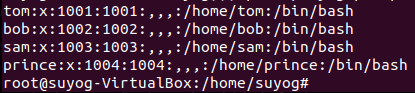 tom:x:1001:1001:,,,:/home/tom:/bin/bash
bob:x:1002:1002:,,,:/home/bob:/bin/bash
sam:x:1003:1003:,,,:/home/sam:/bin/bash
prince:x:1004:1004:,,,:/home/prince:/bin/bash
root@suyog-VirtualBox:/home/suyog#